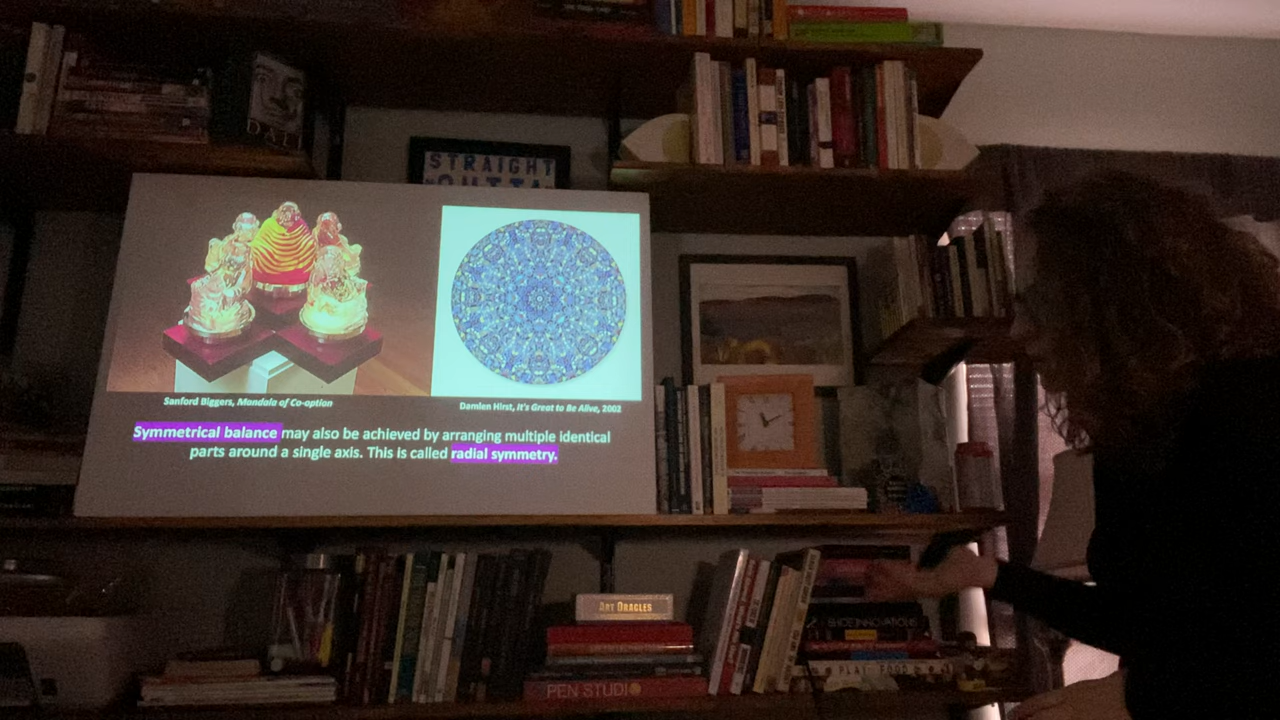 DALI
STRAIGHT
OUTTA
Sanford Biggers, Mandala of Co-option
Damien Hirst, It's Great to Be Alive, 2002
Symmetrical balance may also be achieved by arranging multiple identical
parts around a single axis. This is called radial symmetry.
ART ORACLES
SHOE INNOVATIONS
PLAY FOOD
PEN STUDIO